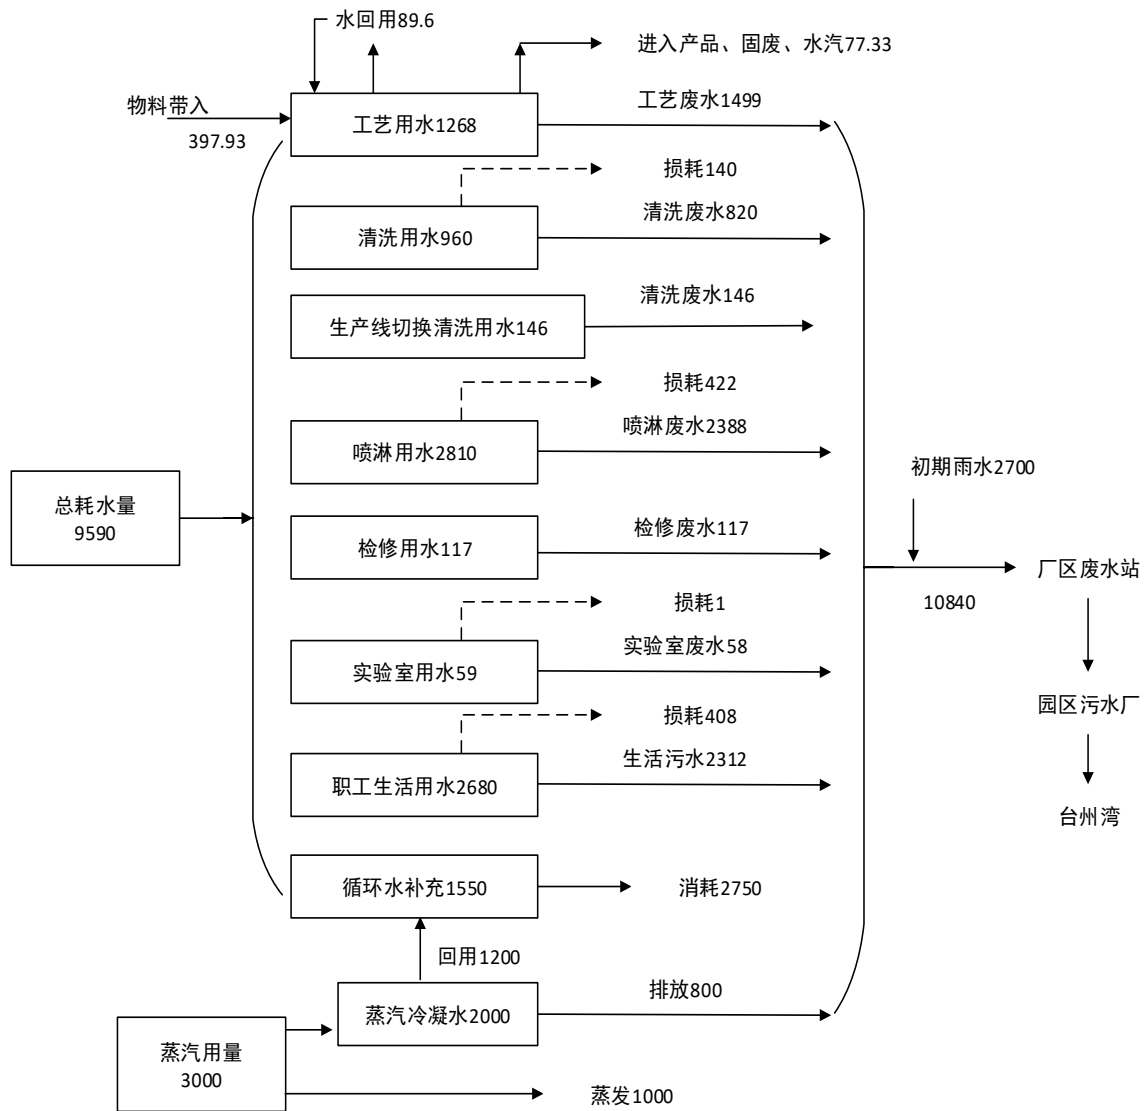 水回用89.6
进入产品、固废、水汽77.33
物料带入
397.93
工艺用水1268
工艺废水1499
损耗140
清洗用水960
清洗废水820
生产线切换清洗用水146
清洗废水146
损耗422
喷淋用水2810
喷淋废水2388
总耗水量
9590
初期雨水2700
检修用水117
检修废水117
厂区废水站
10840
损耗1
实验室用水59
实验室废水58
园区污水厂
损耗408
职工生活用水2680
生活污水2312
台州湾
循环水补充1550
消耗2750
回用1200
蒸汽冷凝水2000
排放800
蒸汽用量
3000
蒸发1000